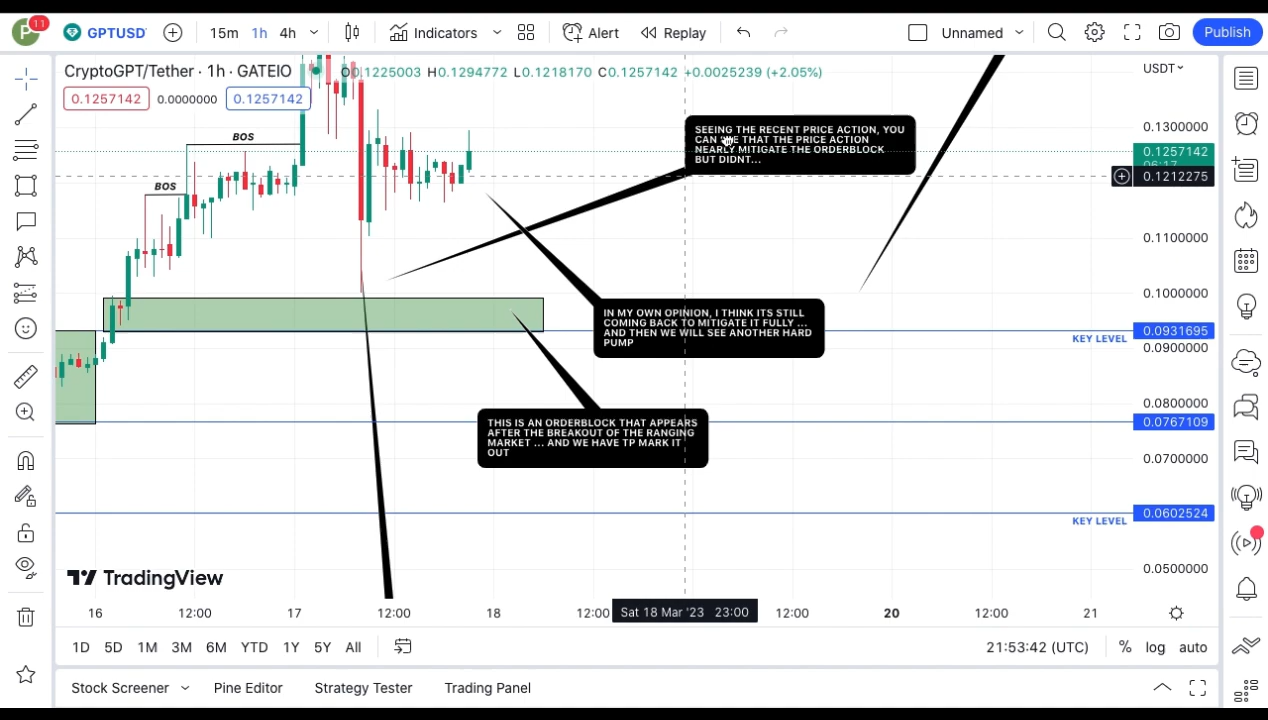 P 11 GPTUSD 15m 1h 4h Indicators Alert Replay Unnamed Publish
CryptoGPT/Tether · 1h · GATEIO O0.1225003 H0.1294772 L0.1218170 C0.1257142 +0.0025239 (+2.05%)
USDT
0.1257142 0.0000000 0.1257142
BOS
BOS
SEEING THE RECENT PRICE ACTION, YOU
CAN SEE THAT THE PRICE ACTION
NEARLY MITIGATE THE ORDERBLOCK
BUT DIDNT...
0.1300000
0.1257142
06:17
0.1212275
0.1100000
0.1000000
IN MY OWN OPINION, I THINK ITS STILL
COMING BACK TO MITIGATE IT FULLY ...
AND THEN WE WILL SEE ANOTHER HARD
PUMP
KEY LEVEL
0.0931695
0.0900000
0.0800000
THIS IS AN ORDERBLOCK THAT APPEARS
AFTER THE BREAKOUT OF THE RANGING
MARKET ... AND WE HAVE TP MARK IT
OUT
0.0767109
0.0700000
0.0602524
KEY LEVEL
0.0500000
TradingView
16 12:00 17 12:00 18 12:00 Sat 18 Mar '23 23:00 12:00 20 12:00 21
1D 5D 1M 3M 6M YTD 1Y 5Y All 21:53:42 (UTC) % log auto
Stock Screener Pine Editor Strategy Tester Trading Panel